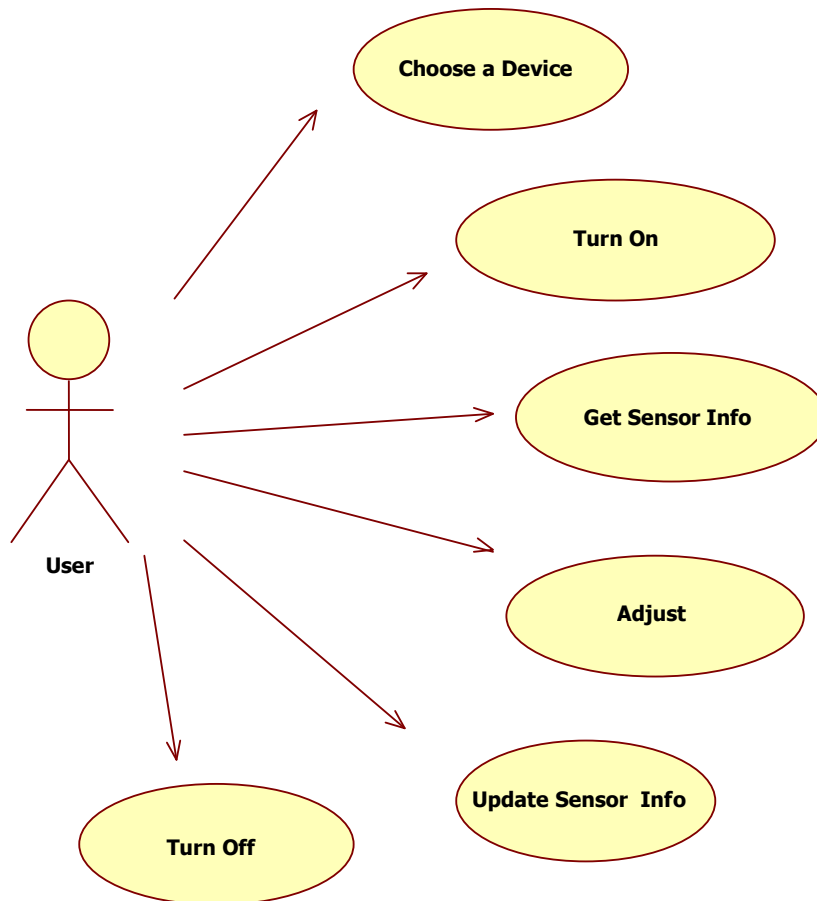 Choose a Device
Turn On
Get Sensor Info
Adjust
User
Update Sensor  Info
Turn Off